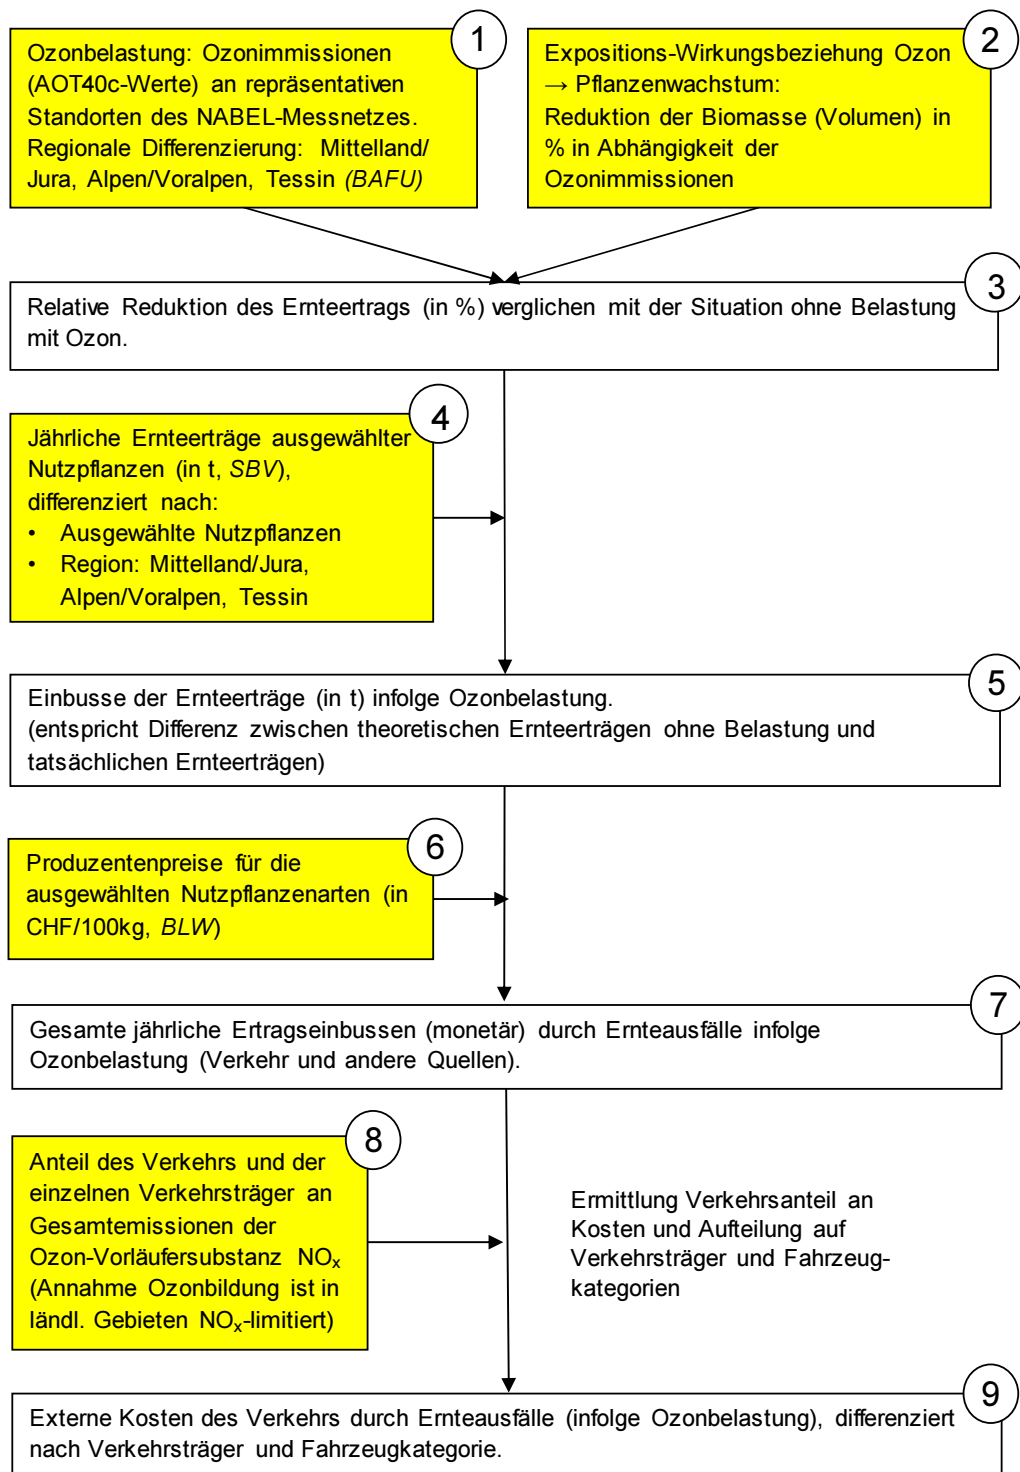 1
Ozonbelastung: Ozonimmissionen
(AOT40c-Werte) an repräsentativen
Standorten des NABEL-Messnetzes.
Regionale Differenzierung: Mittelland/
Jura, Alpen/Voralpen, Tessin (BAFU)
2
Expositions-Wirkungsbeziehung Ozon
→ Pflanzenwachstum:
Reduktion der Biomasse (Volumen) in
% in Abhängigkeit der
Ozonimmissionen
3
Relative Reduktion des Ernteertrags (in %) verglichen mit der Situation ohne Belastung
mit Ozon.
4
Jährliche Ernteerträge ausgewählter
Nutzpflanzen (in t, SBV),
differenziert nach:
• Ausgewählte Nutzpflanzen
• Region: Mittelland/Jura,
Alpen/Voralpen, Tessin
5
Einbusse der Ernteerträge (in t) infolge Ozonbelastung.
(entspricht Differenz zwischen theoretischen Ernteerträgen ohne Belastung und
tatsächlichen Ernteerträgen)
6
Produzentenpreise für die
ausgewählten Nutzpflanzenarten (in
CHF/100kg, BLW)
7
Gesamte jährliche Ertragseinbussen (monetär) durch Ernteausfälle infolge
Ozonbelastung (Verkehr und andere Quellen).
8
Anteil des Verkehrs und der
einzelnen Verkehrsträger an
Gesamtemissionen der
Ozon-Vorläufersubstanz NOₓ
(Annahme Ozonbildung ist in
ländl. Gebieten NOₓ-limitiert)
Ermittlung Verkehrsanteil an
Kosten und Aufteilung auf
Verkehrsträger und Fahrzeug-
kategorien
9
Externe Kosten des Verkehrs durch Ernteausfälle (infolge Ozonbelastung), differenziert
nach Verkehrsträger und Fahrzeugkategorie.